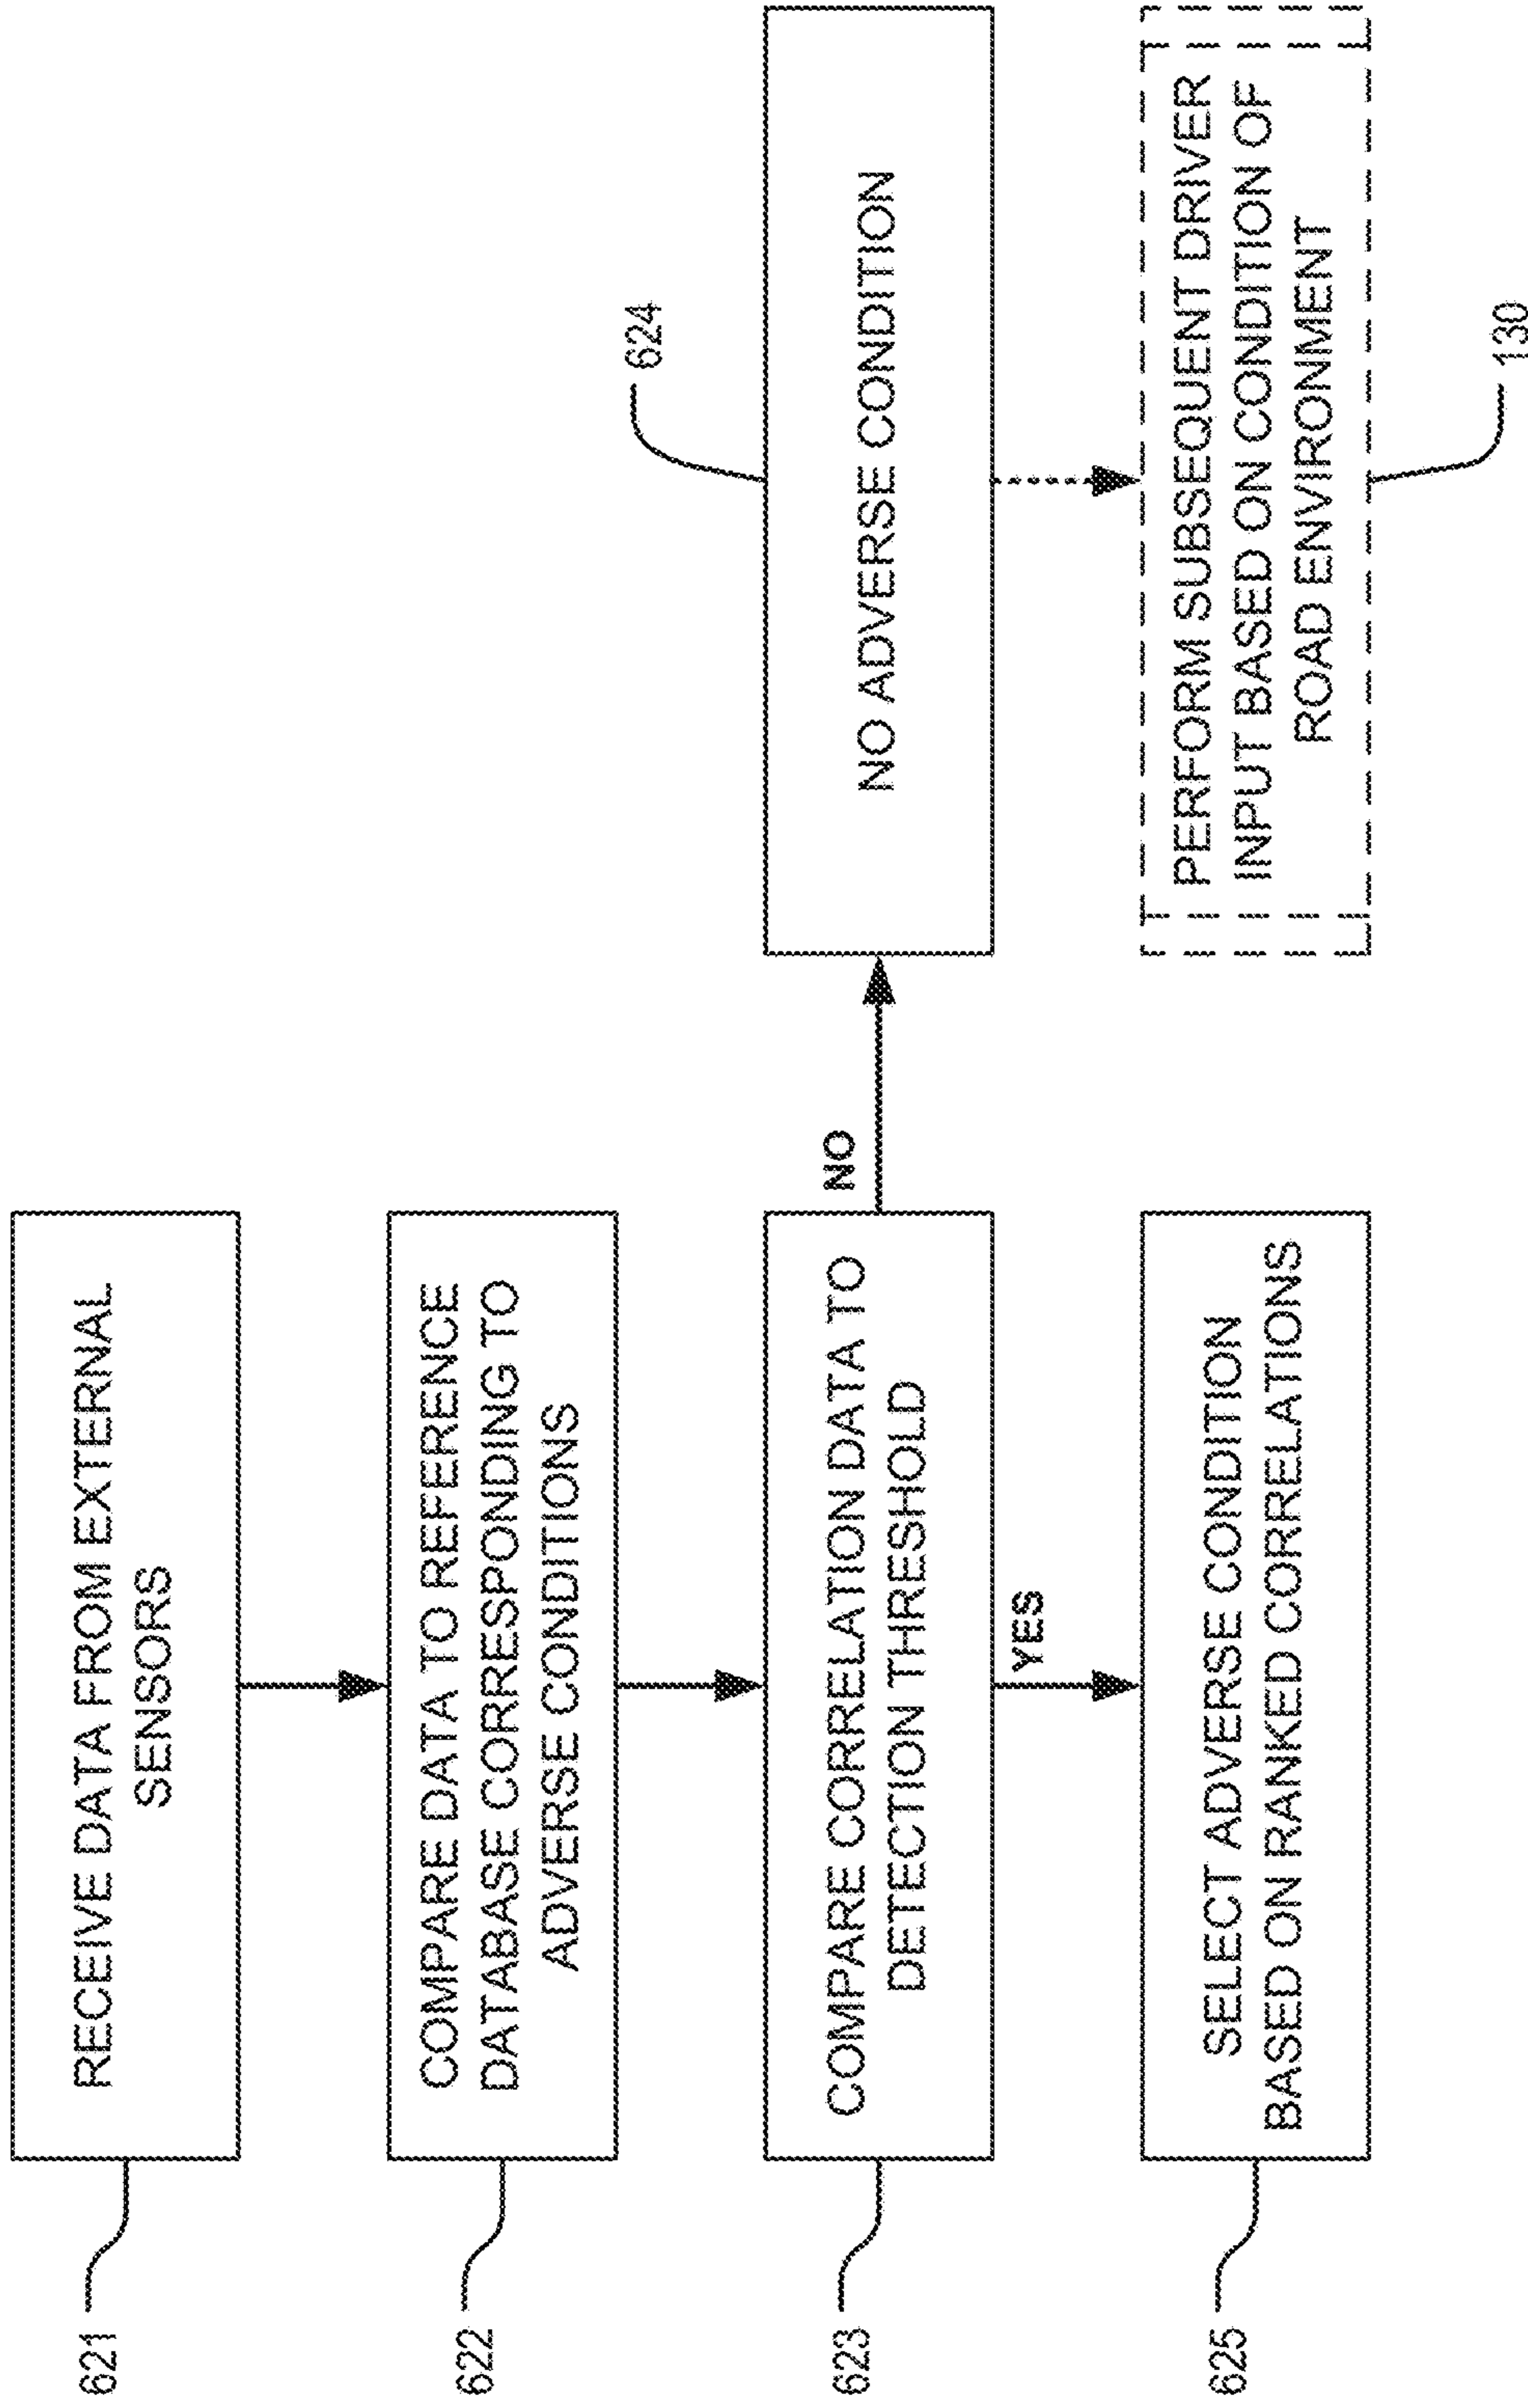 621
RECEIVE DATA FROM EXTERNAL
SENSORS
622
COMPARE DATA TO REFERENCE
DATABASE CORRESPONDING TO
ADVERSE CONDITIONS
623
COMPARE CORRELATION DATA TO
DETECTION THRESHOLD
NO
624
NO ADVERSE CONDITION
YES
625
SELECT ADVERSE CONDITION
BASED ON RANKED CORRELATIONS
PERFORM SUBSEQUENT DRIVER
INPUT BASED ON CONDITION OF
ROAD ENVIRONMENT
130